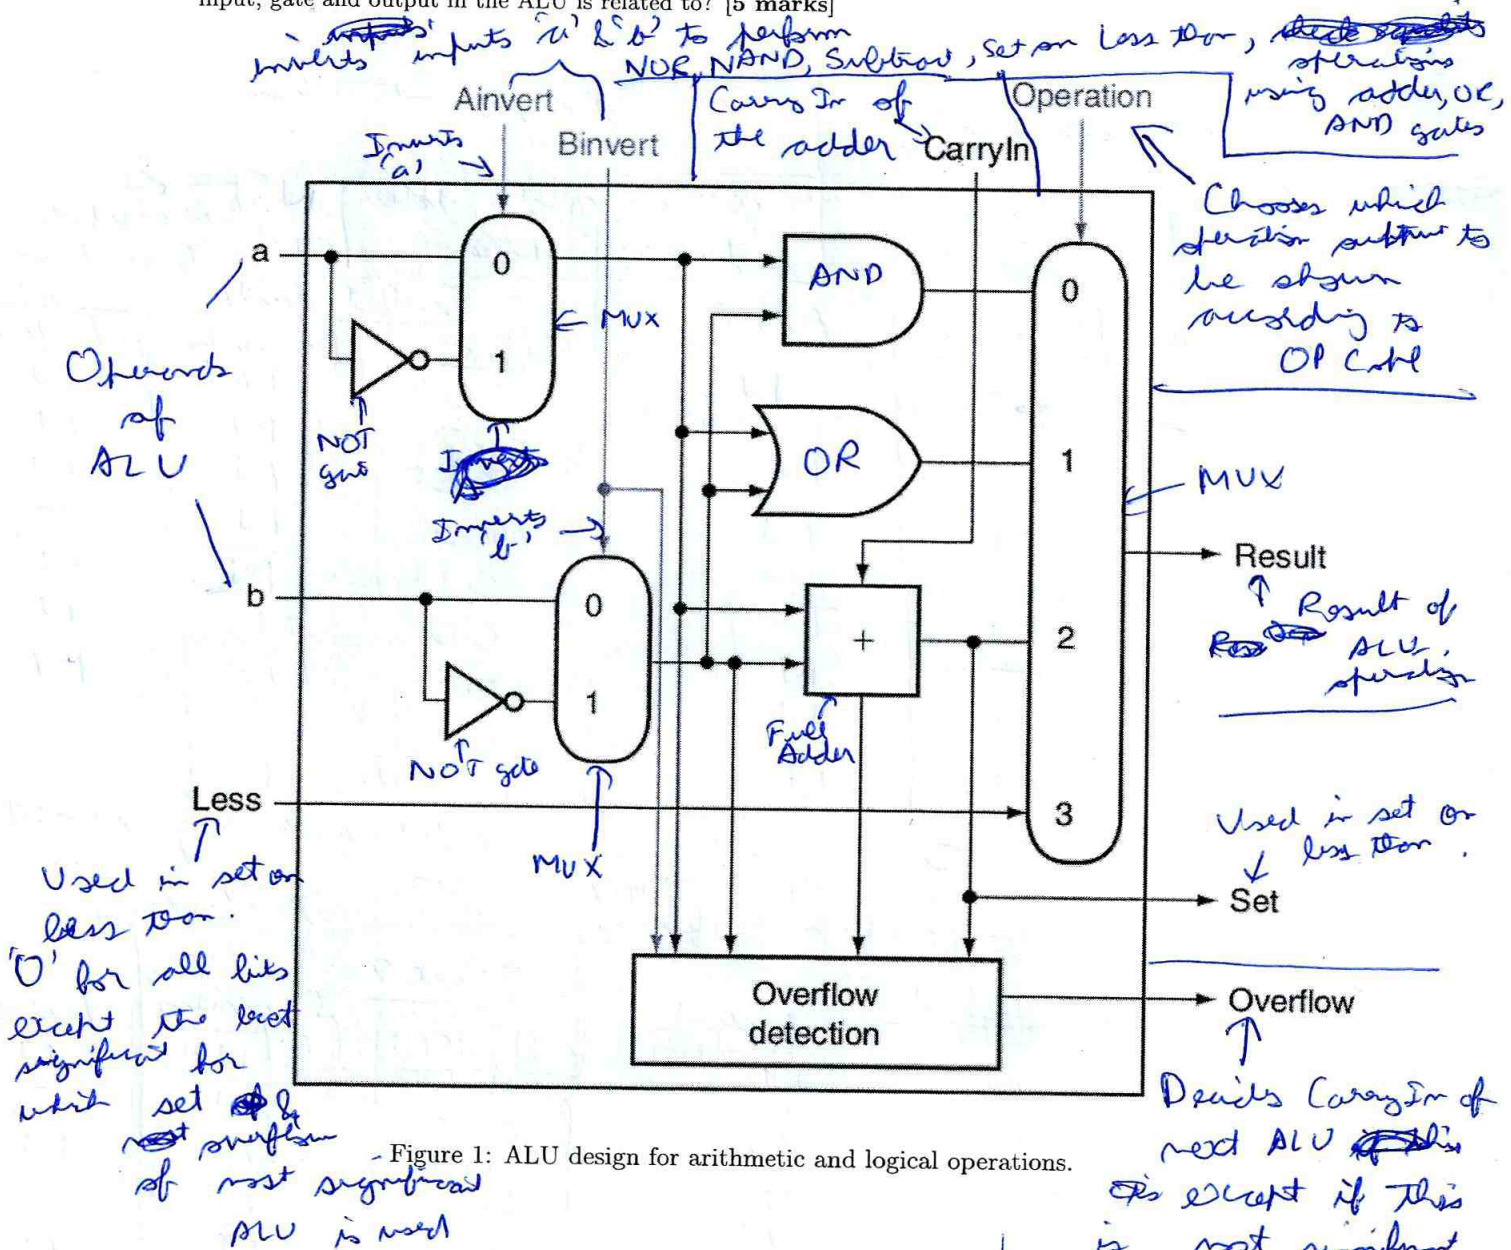 input, gate and output in the ALU is related to? [5 marks]
inverts inputs 'a' & 'b' to perform
NOR, NAND, Subtract, Set on Less than,
operations
using adder, OR,
AND gates
Ainvert
Binvert
Inverts
'a'
Carry In of
the adder
CarryIn
Operation
Chooses which
operation output to
be shown
according to
OP Code
a
0
1
MUX
AND
0
NOT
gate
Operands
of
ALU
OR
1
MUX
Inverts
'b'
Result
Result of
ALU
operation
b
0
1
+
2
Full
Adder
NOT gate
MUX
Less
3
Used in set on
less than.
'0' for all bits
except the least
significant for
which set &
overflow
of most significant
ALU is used
Used in set on
less than.
Set
Overflow
detection
Overflow
Decides CarryIn of
next ALU
except if this
is most significant
Figure 1: ALU design for arithmetic and logical operations.